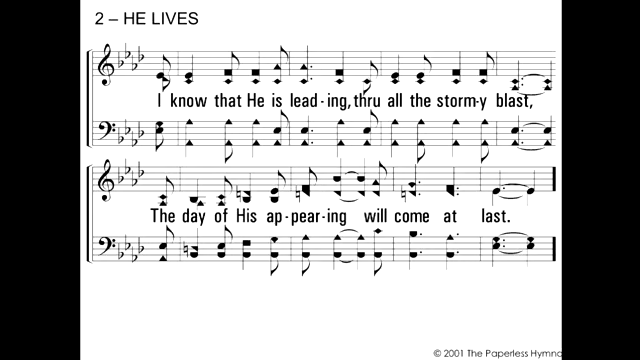 2 – HE LIVES
I know that He is lead-ing, thru all the storm-y blast,
The day of His ap-pear-ing will come at last.
© 2001 The Paperless Hymna